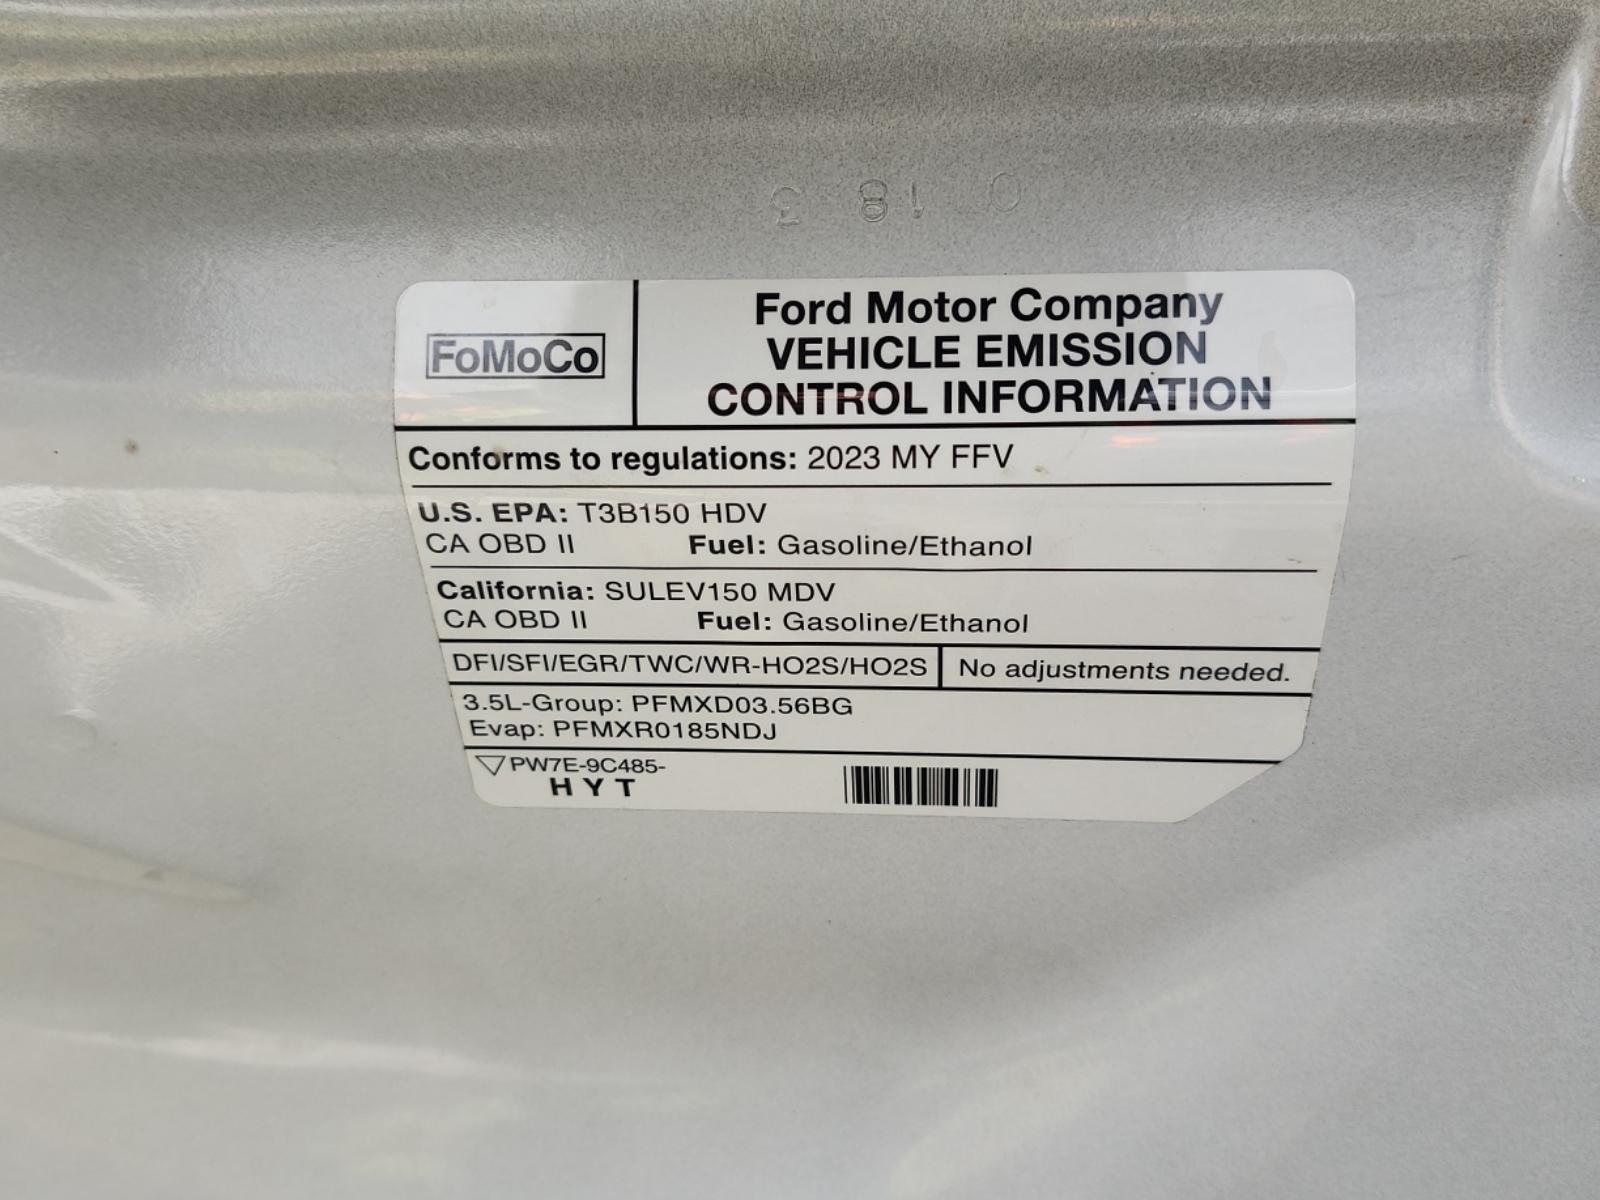 0 18 3
FoMoCo
Ford Motor Company
VEHICLE EMISSION
CONTROL INFORMATION
Conforms to regulations: 2023 MY FFV
U.S. EPA: T3B150 HDV
CA OBD II Fuel: Gasoline/Ethanol
California: SULEV150 MDV
CA OBD II Fuel: Gasoline/Ethanol
DFI/SFI/EGR/TWC/WR-HO2S/HO2S No adjustments needed.
3.5L-Group: PFMXD03.56BG
Evap: PFMXR0185NDJ
PW7E-9C485-
HYT